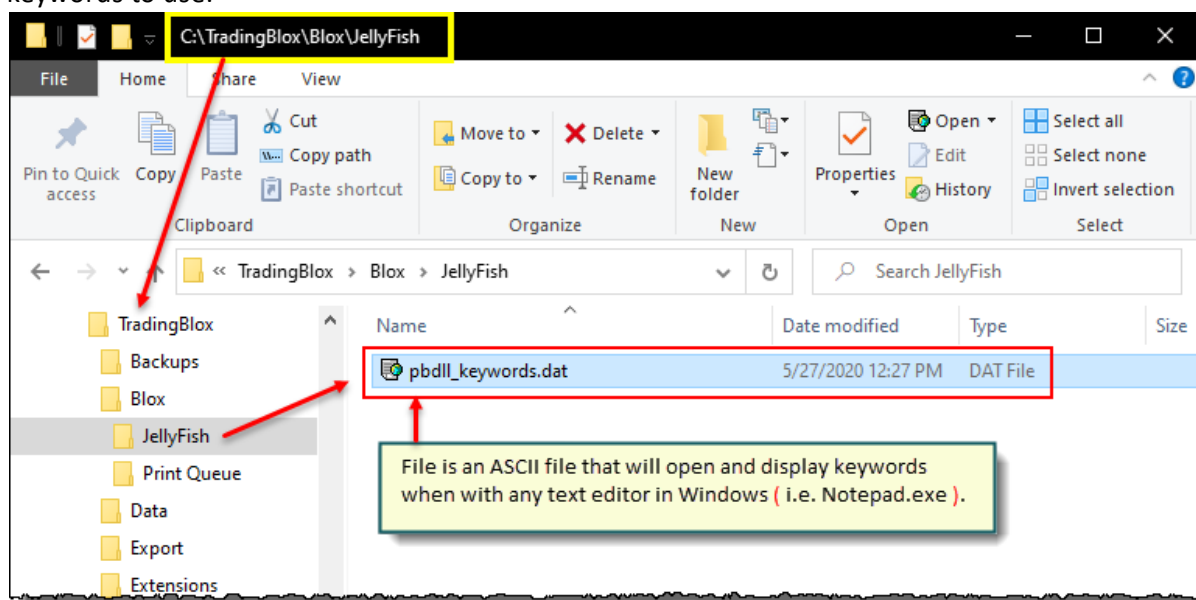 keywords to use.
C:\TradingBlox\Blox\JellyFish
File Home Share View
Pin to Quick access
Copy
Paste
Cut
Copy path
Paste shortcut
Clipboard
Move to
Copy to
Delete
Rename
Organize
New folder
New
Properties
Open
Edit
History
Open
Select all
Select none
Invert selection
Select
« TradingBlox > Blox > JellyFish
Search JellyFish
TradingBlox
Backups
Blox
JellyFish
Print Queue
Data
Export
Extensions
Name Date modified Type Size
pbdll_keywords.dat 5/27/2020 12:27 PM DAT File
File is an ASCII file that will open and display keywords
when with any text editor in Windows ( i.e. Notepad.exe ).